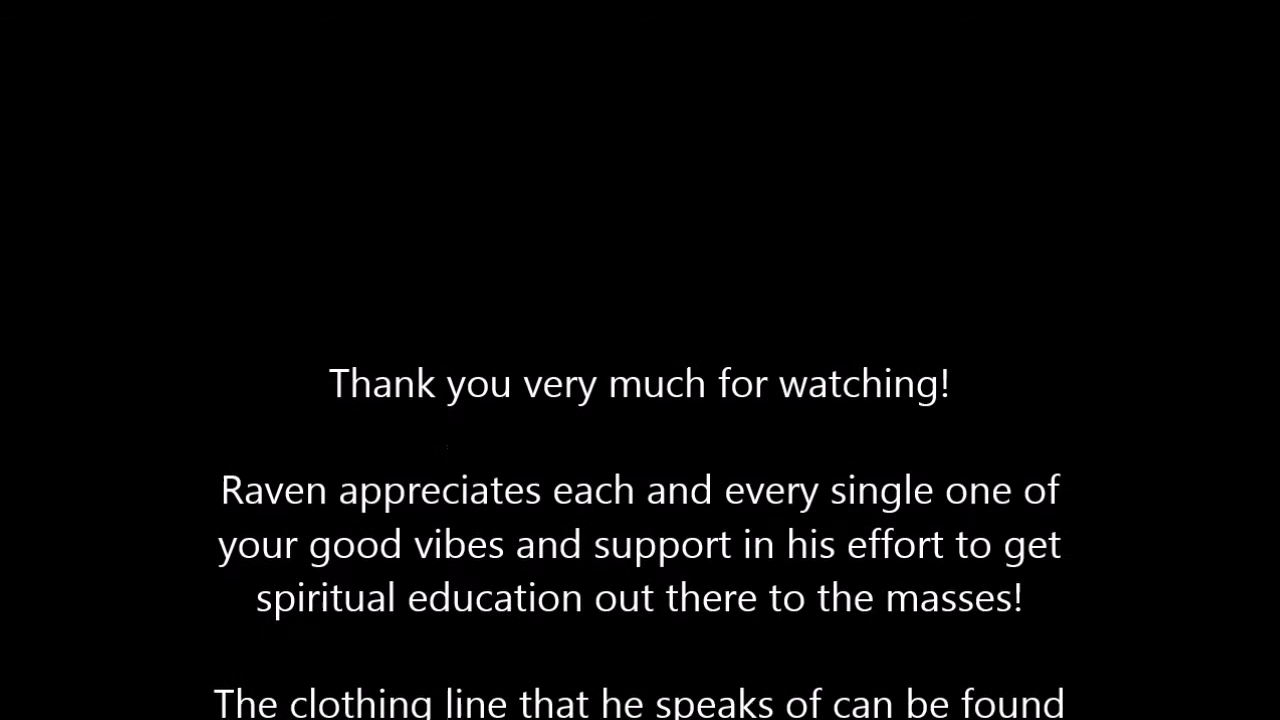 Thank you very much for watching!
Raven appreciates each and every single one of
your good vibes and support in his effort to get
spiritual education out there to the masses!
The clothing line that he speaks of can be found